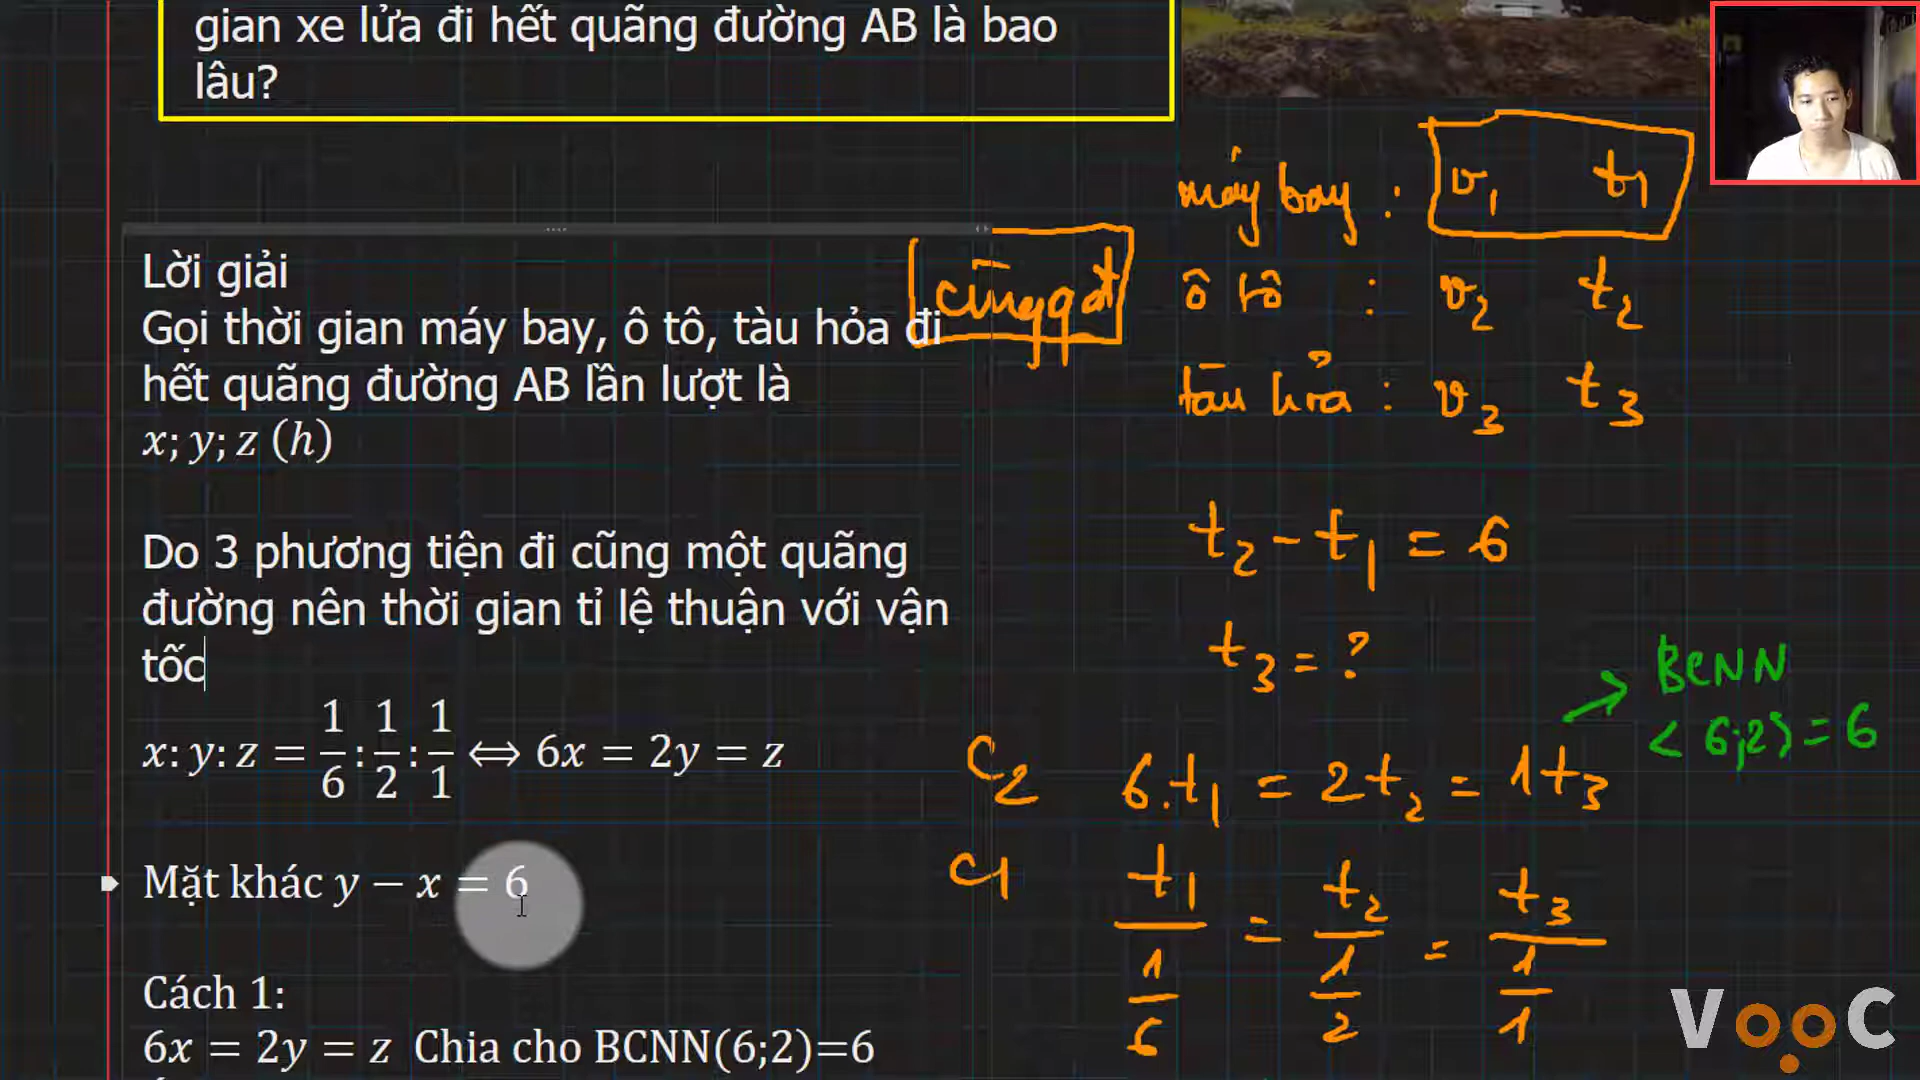 gian xe lửa đi hết quãng đường AB là bao
lâu?
Lời giải
Gọi thời gian máy bay, ô tô, tàu hỏa đi
hết quãng đường AB lần lượt là
x; y; z (h)
Do 3 phương tiện đi cũng một quãng
đường nên thời gian tỉ lệ thuận với vận
tốc
x: y: z = 1/6 : 1/2 : 1/1 ⟺ 6x = 2y = z
Mặt khác y − x = 6
Cách 1:
6x = 2y = z Chia cho BCNN(6;2)=6
cùng qđ
máy bay : v₁ t₁
ô tô : v₂ t₂
tàu hỏa : v₃ t₃
t₂ − t₁ = 6
t₃ = ?
BCNN
< 6;2) = 6
C₂ 6.t₁ = 2t₂ = 1t₃
C1 t₁/(1/6) = t₂/(1/2) = t₃/(1/1)
VooC